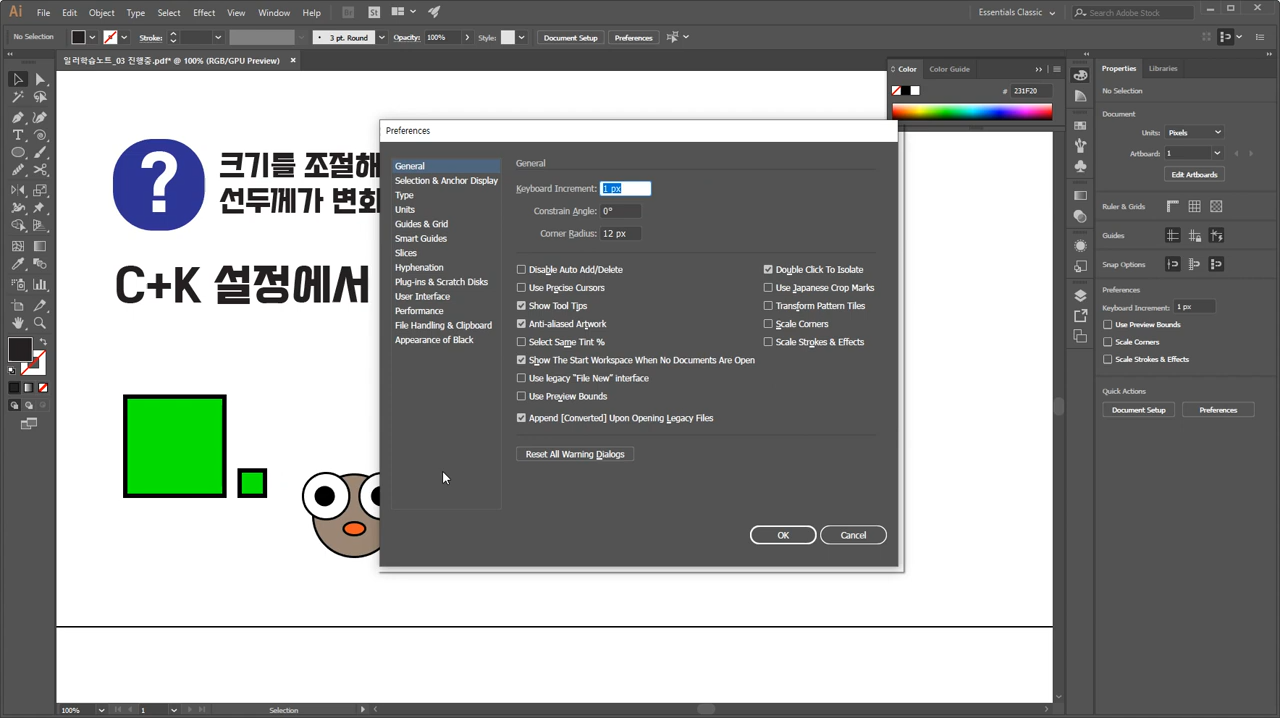 Ai File Edit Object Type Select Effect View Window Help Br St Essentials Classic Search Adobe Stock
No Selection Stroke: 3 pt. Round Opacity: 100% Style: Document Setup Preferences
일러학습노트_03 진행중.pdf* @ 100% (RGB/GPU Preview) ×
Color Color Guide
# 231F20
Properties Libraries
No Selection
Document
Units: Pixels
Artboard: 1
Edit Artboards
Ruler & Grids
Guides
Snap Options
Preferences
Keyboard Increment: 1 px
Use Preview Bounds
Scale Corners
Scale Strokes & Effects
Quick Actions
Document Setup Preferences
?
크기를 조절해
선두께가 변화
C+K 설정에서
Preferences
General
Selection & Anchor Display
Type
Units
Guides & Grid
Smart Guides
Slices
Hyphenation
Plug-ins & Scratch Disks
User Interface
Performance
File Handling & Clipboard
Appearance of Black
General
Keyboard Increment: 1 px
Constrain Angle: 0°
Corner Radius: 12 px
Disable Auto Add/Delete
Use Precise Cursors
Show Tool Tips
Anti-aliased Artwork
Select Same Tint %
Show The Start Workspace When No Documents Are Open
Use legacy "File New" interface
Use Preview Bounds
Append [Converted] Upon Opening Legacy Files
Double Click To Isolate
Use Japanese Crop Marks
Transform Pattern Tiles
Scale Corners
Scale Strokes & Effects
Reset All Warning Dialogs
OK Cancel
100% 1 Selection